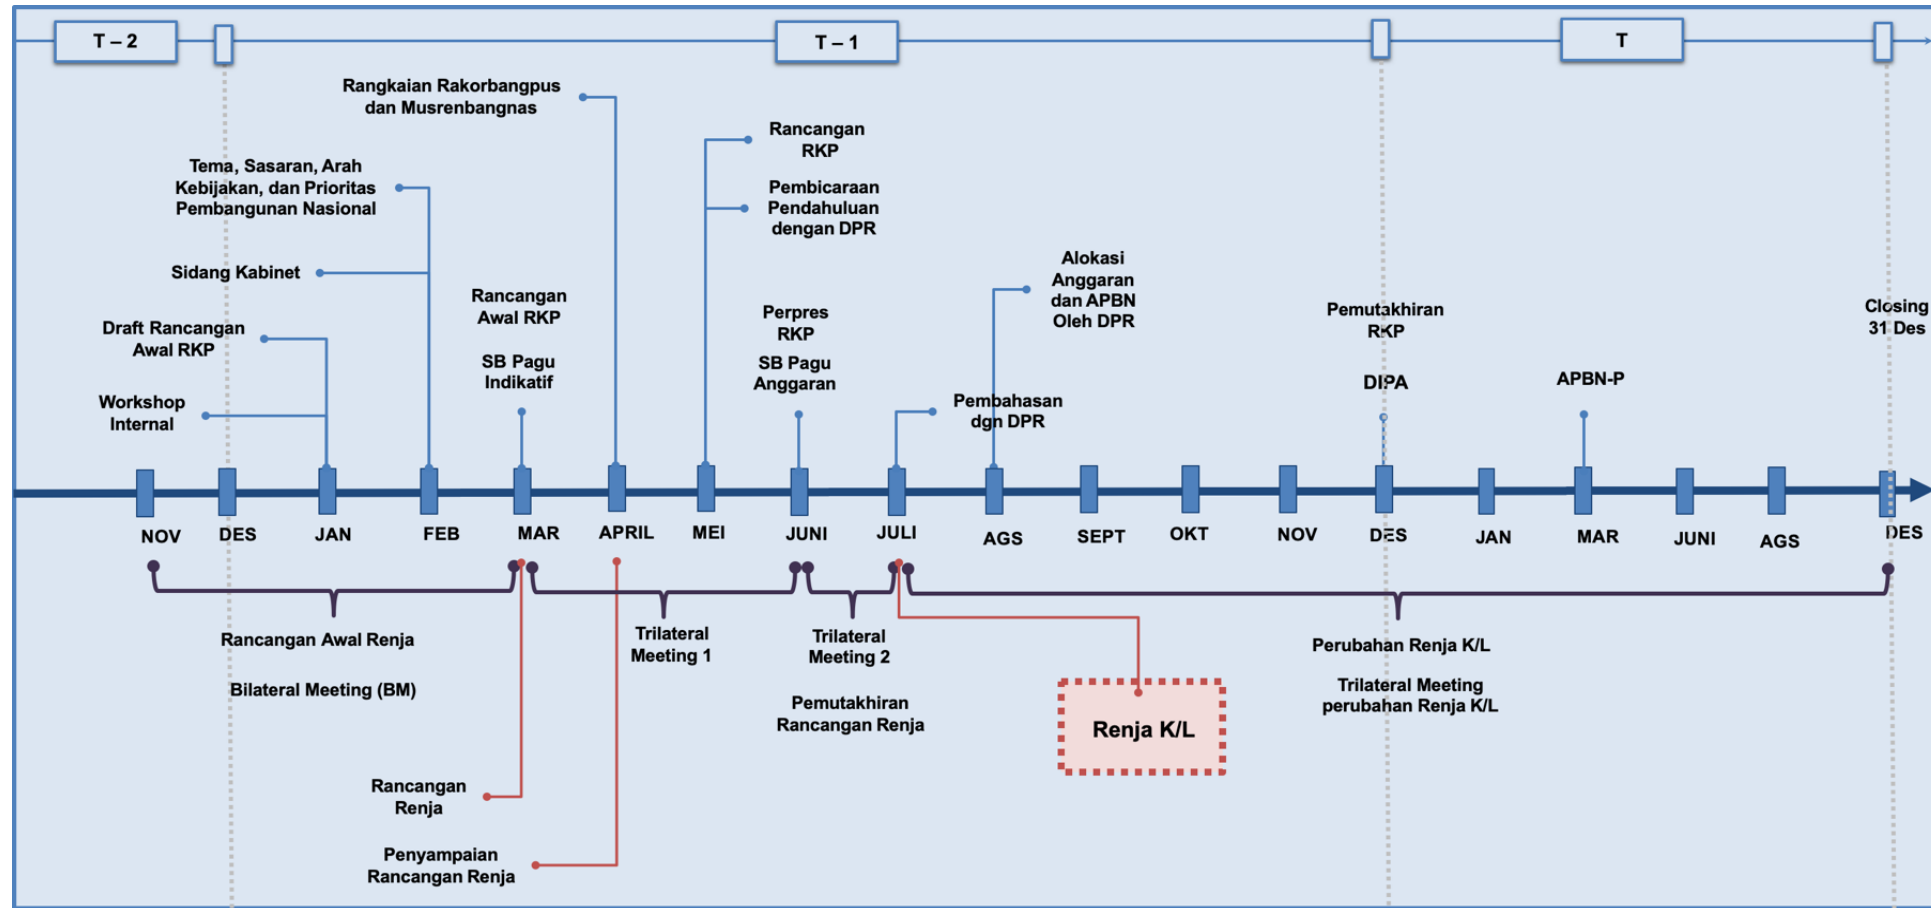 T – 2
T – 1
T
Rangkaian Rakorbangpus
dan Musrenbangnas
Rancangan
RKP
Tema, Sasaran, Arah
Kebijakan, dan Prioritas
Pembangunan Nasional
Pembicaraan
Pendahuluan
dengan DPR
Sidang Kabinet
Alokasi
Anggaran
dan APBN
Oleh DPR
Rancangan
Awal RKP
Perpres
RKP
Pemutakhiran
RKP
Closing
31 Des
Draft Rancangan
Awal RKP
SB Pagu
Indikatif
SB Pagu
Anggaran
DIPA
APBN-P
Workshop
Internal
Pembahasan
dgn DPR
NOV
DES
JAN
FEB
MAR
APRIL
MEI
JUNI
JULI
AGS
SEPT
OKT
NOV
DES
JAN
MAR
JUNI
AGS
DES
Rancangan Awal Renja
Bilateral Meeting (BM)
Trilateral
Meeting 1
Trilateral
Meeting 2
Pemutakhiran
Rancangan Renja
Perubahan Renja K/L
Trilateral Meeting
perubahan Renja K/L
Renja K/L
Rancangan
Renja
Penyampaian
Rancangan Renja